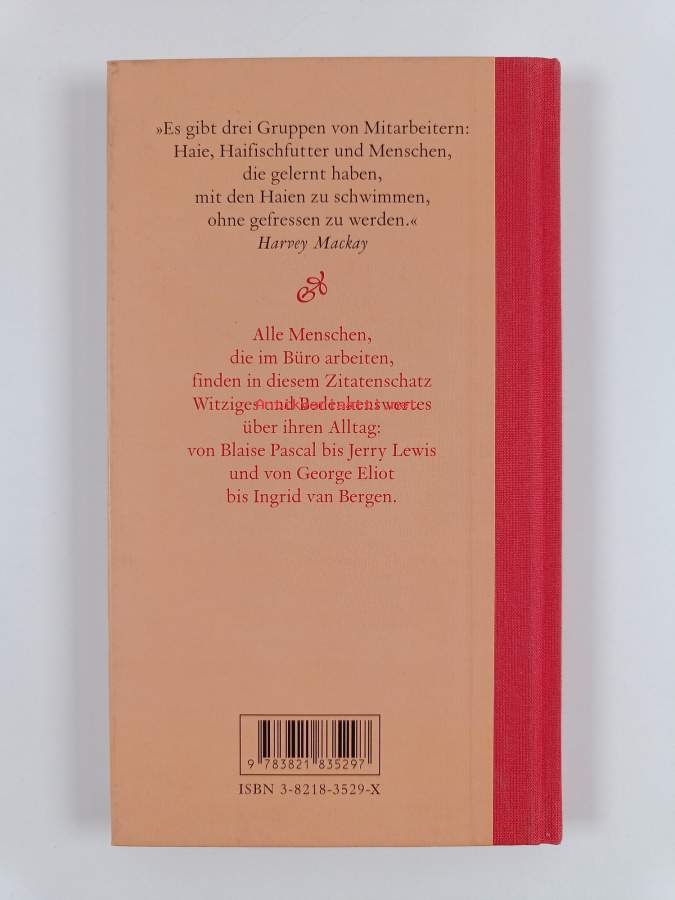 »Es gibt drei Gruppen von Mitarbeitern:
Haie, Haifischfutter und Menschen,
die gelernt haben,
mit den Haien zu schwimmen,
ohne gefressen zu werden.«
Harvey Mackay
Alle Menschen,
die im Büro arbeiten,
finden in diesem Zitatenschatz
Witziges und Bedenkenswertes
über ihren Alltag:
von Blaise Pascal bis Jerry Lewis
und von George Eliot
bis Ingrid van Bergen.
9 783821 835297
ISBN 3-8218-3529-X